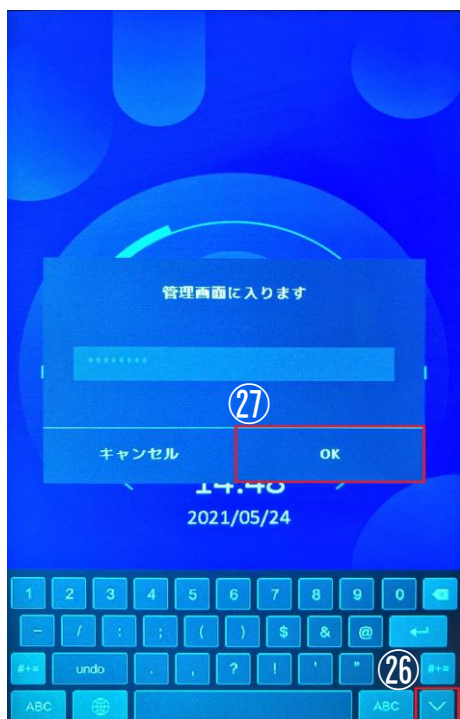 管理画面に入ります
********
㉗
キャンセル OK
14:48
2021/05/24
1 2 3 4 5 6 7 8 9 0
- / : ; ( ) $ & @
#+= undo . , ? ! ' " ㉖ #+=
ABC ABC